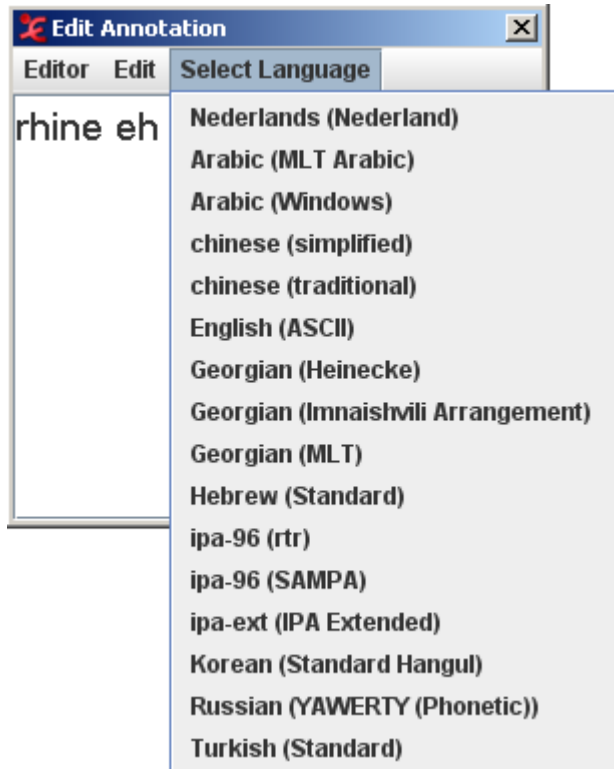 Edit Annotation
Editor Edit Select Language
rhine eh
Nederlands (Nederland)
Arabic (MLT Arabic)
Arabic (Windows)
chinese (simplified)
chinese (traditional)
English (ASCII)
Georgian (Heinecke)
Georgian (Imnaishvili Arrangement)
Georgian (MLT)
Hebrew (Standard)
ipa-96 (rtr)
ipa-96 (SAMPA)
ipa-ext (IPA Extended)
Korean (Standard Hangul)
Russian (YAWERTY (Phonetic))
Turkish (Standard)